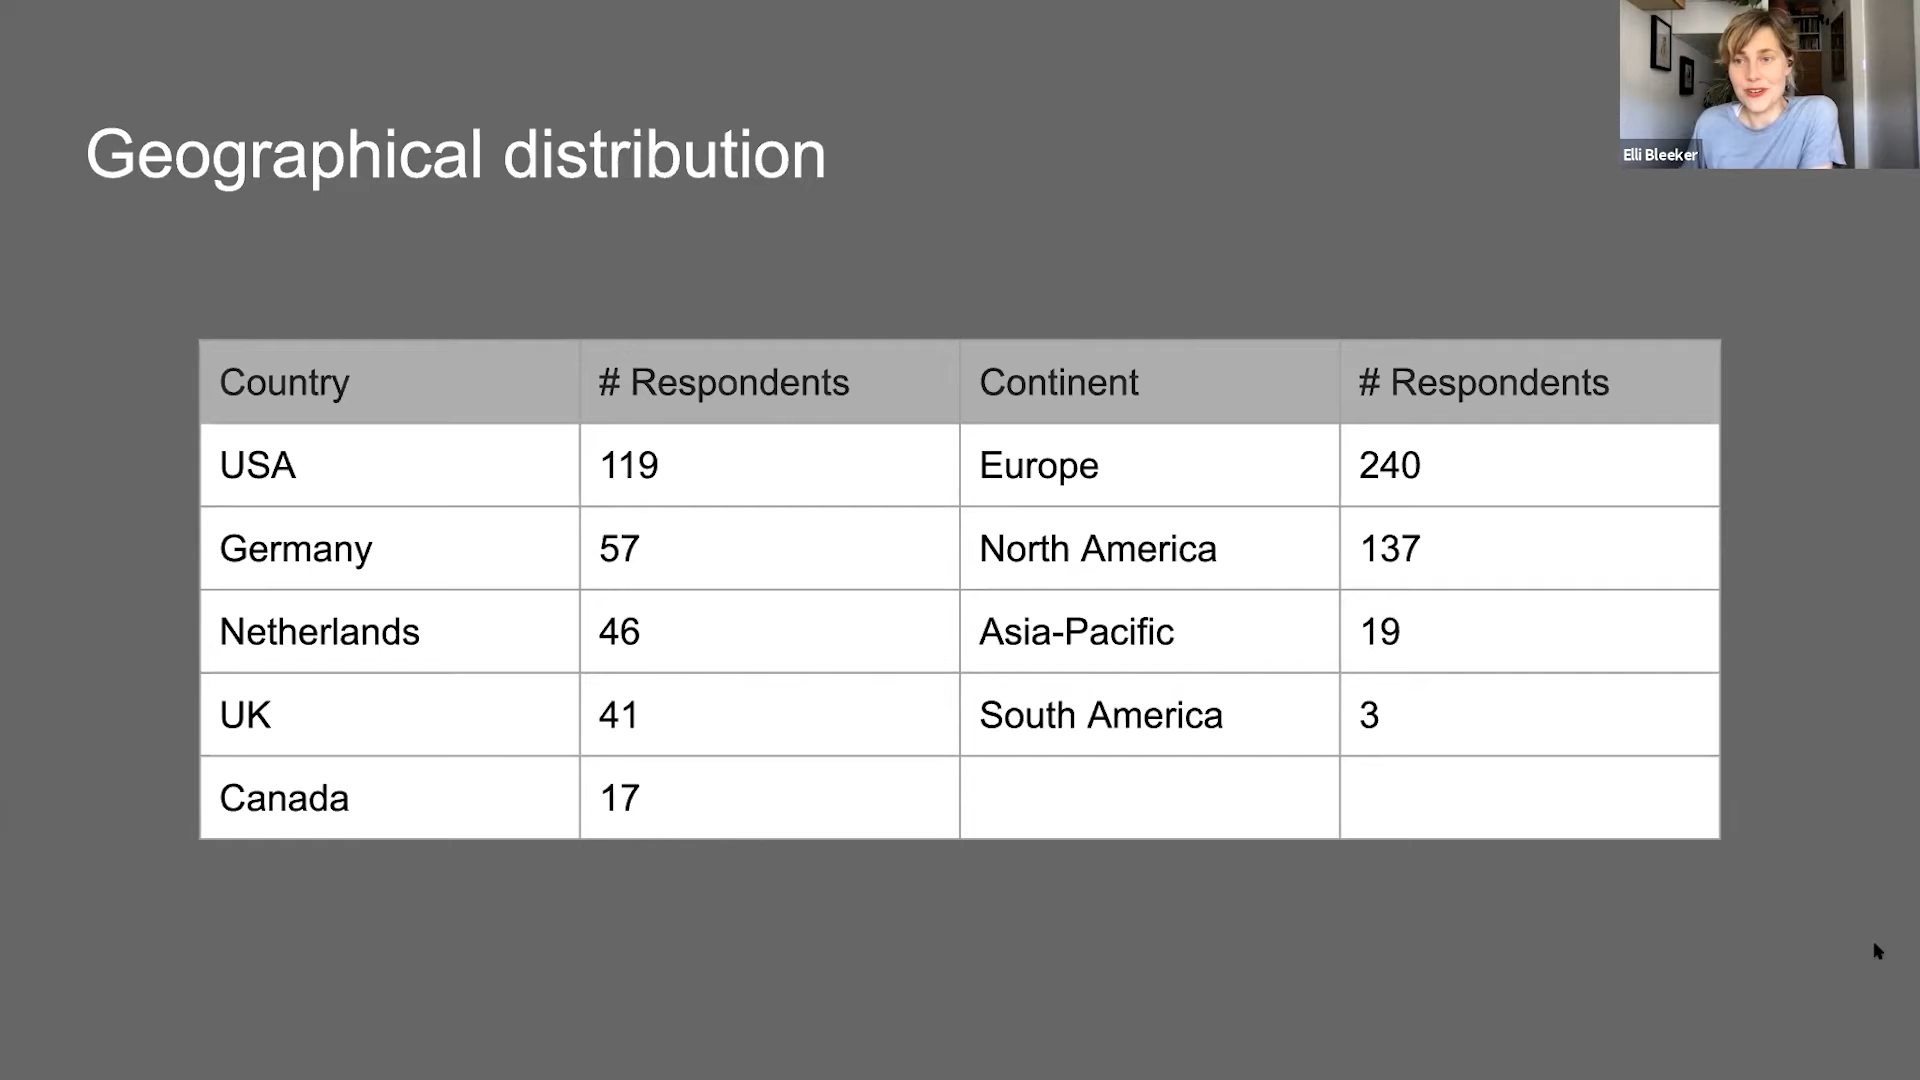 Geographical distribution
Elli Bleeker
Country # Respondents Continent # Respondents
USA 119 Europe 240
Germany 57 North America 137
Netherlands 46 Asia-Pacific 19
UK 41 South America 3
Canada 17